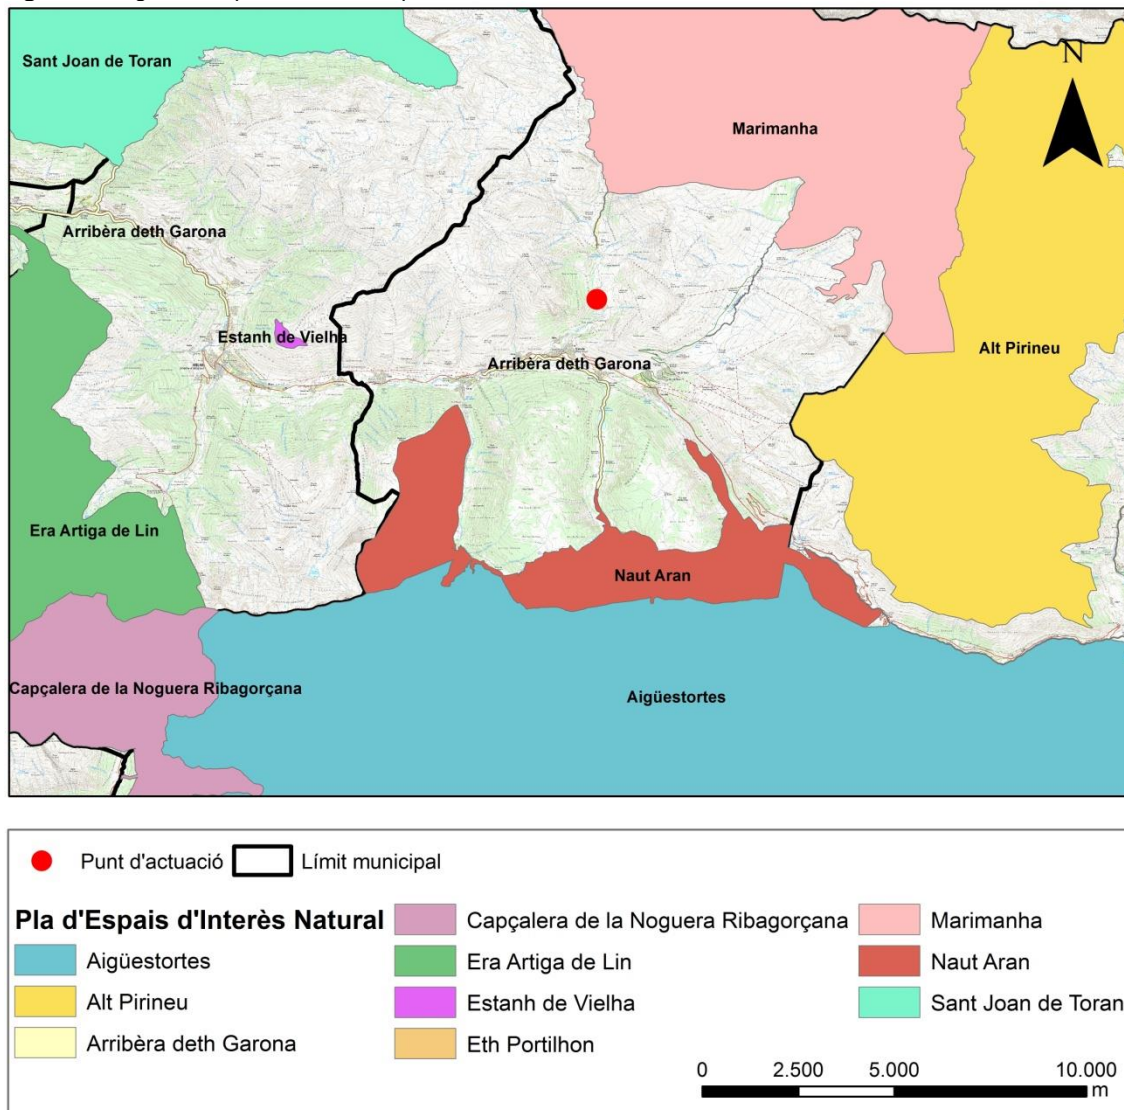 Sant Joan de Toran
N
Marimanha
Arribèra deth Garona
Estanh de Vielha
Alt Pirineu
Arribèra deth Garona
Era Artiga de Lin
Naut Aran
Capçalera de la Noguera Ribagorçana
Aigüestortes
Punt d'actuació
Límit municipal
Pla d'Espais d'Interès Natural
Aigüestortes
Alt Pirineu
Arribèra deth Garona
Capçalera de la Noguera Ribagorçana
Era Artiga de Lin
Estanh de Vielha
Eth Portilhon
Marimanha
Naut Aran
Sant Joan de Toran
0 2.500 5.000 10.000
m